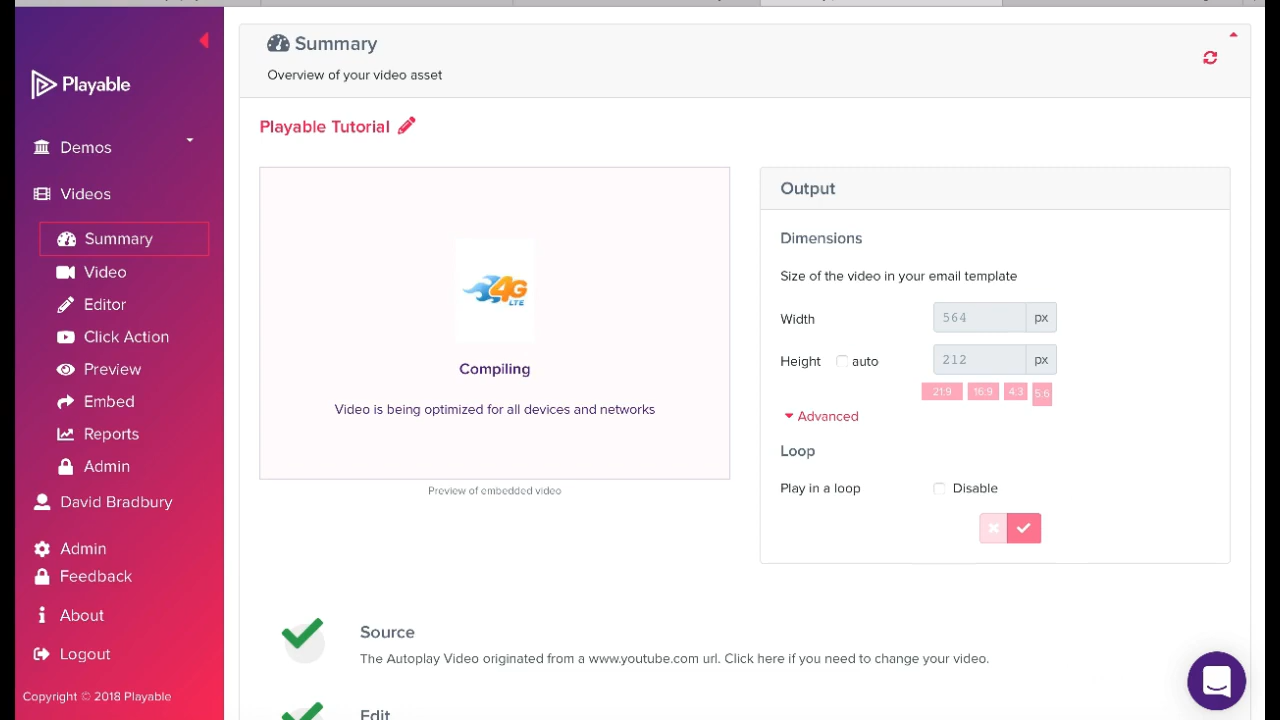 Summary
Overview of your video asset
Playable
Playable Tutorial
Demos
Videos
Summary
Video
Editor
Click Action
Preview
Embed
Reports
Admin
David Bradbury
Admin
Feedback
About
Logout
Copyright © 2018 Playable
4G
LTE
Compiling
Video is being optimized for all devices and networks
Preview of embedded video
Output
Dimensions
Size of the video in your email template
Width 564 px
Height auto 212 px
21:9 16:9 4:3 5:6
Advanced
Loop
Play in a loop Disable
Source
The Autoplay Video originated from a www.youtube.com url. Click here if you need to change your video.
Edit